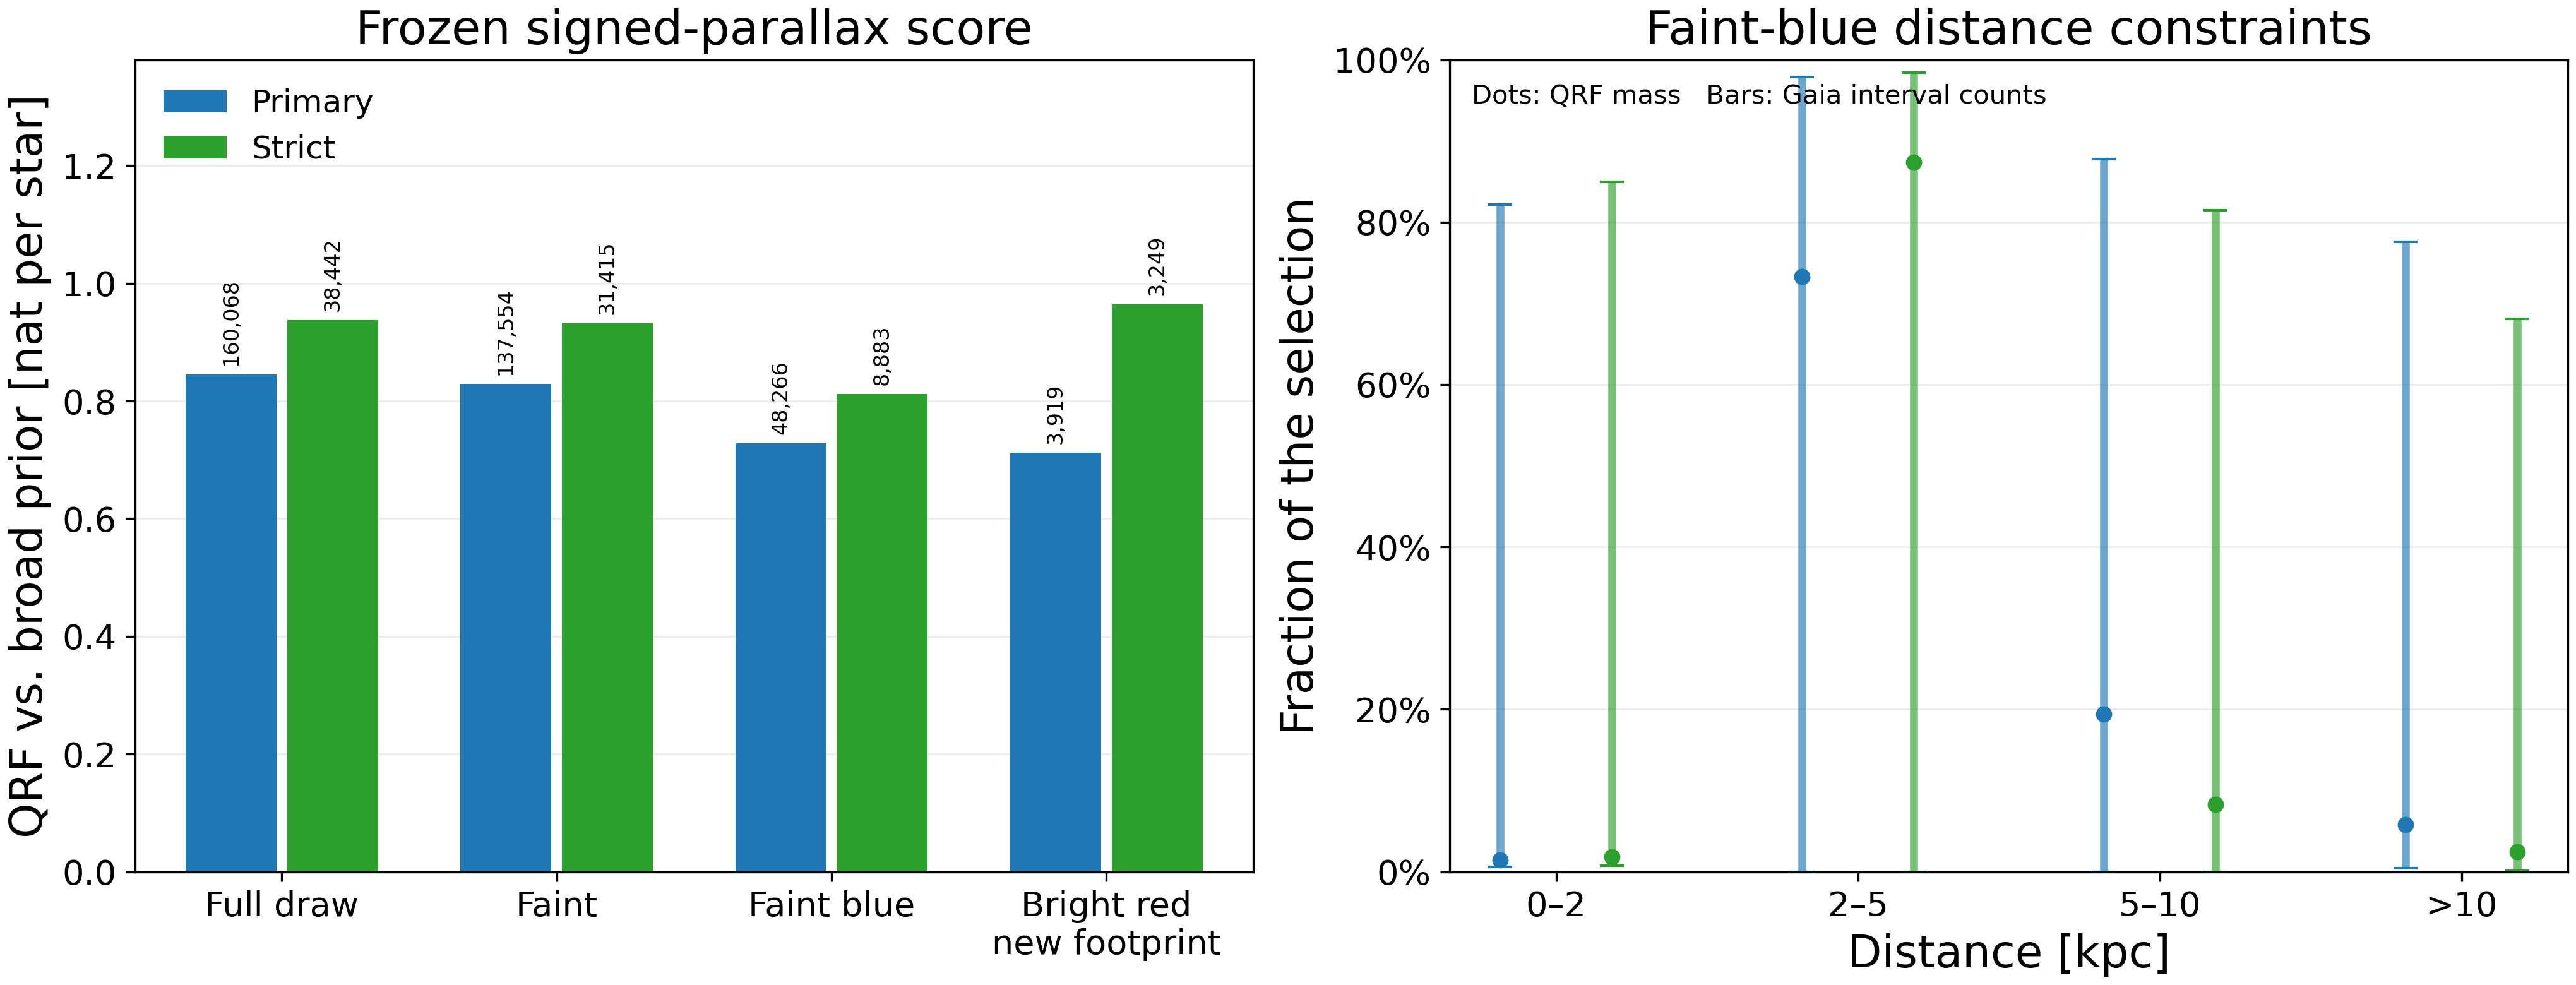 Frozen signed-parallax score
QRF vs. broad prior [nat per star]
1.2
1.0
0.8
0.6
0.4
0.2
0.0
Primary
Strict
160,068
38,442
137,554
31,415
48,266
8,883
3,919
3,249
Full draw
Faint
Faint blue
Bright red
new footprint
Faint-blue distance constraints
Fraction of the selection
100%
80%
60%
40%
20%
0%
Dots: QRF mass Bars: Gaia interval counts
0–2
2–5
5–10
>10
Distance [kpc]